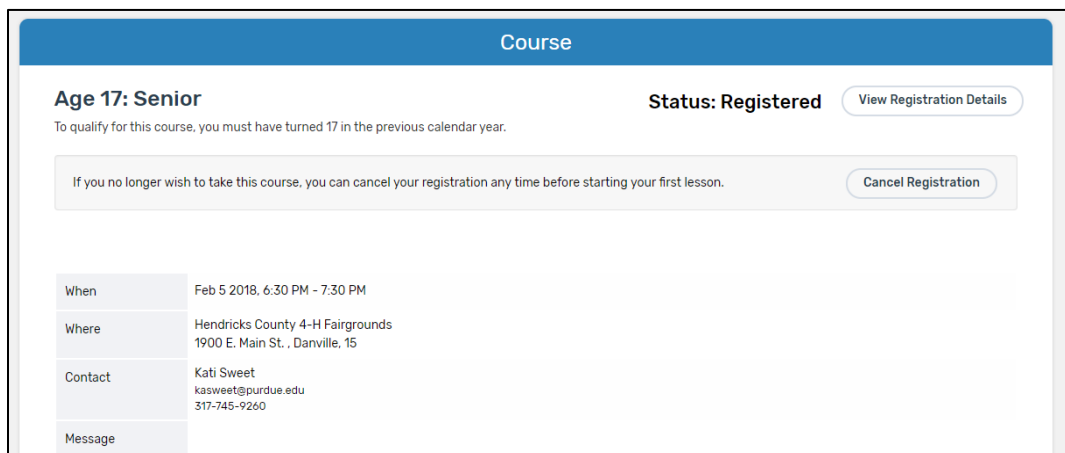 Course
Age 17: Senior
Status: Registered
View Registration Details
To qualify for this course, you must have turned 17 in the previous calendar year.
If you no longer wish to take this course, you can cancel your registration any time before starting your first lesson.
Cancel Registration
When
Feb 5 2018, 6:30 PM - 7:30 PM
Where
Hendricks County 4-H Fairgrounds
1900 E. Main St. , Danville, 15
Contact
Kati Sweet
kasweet@purdue.edu
317-745-9260
Message